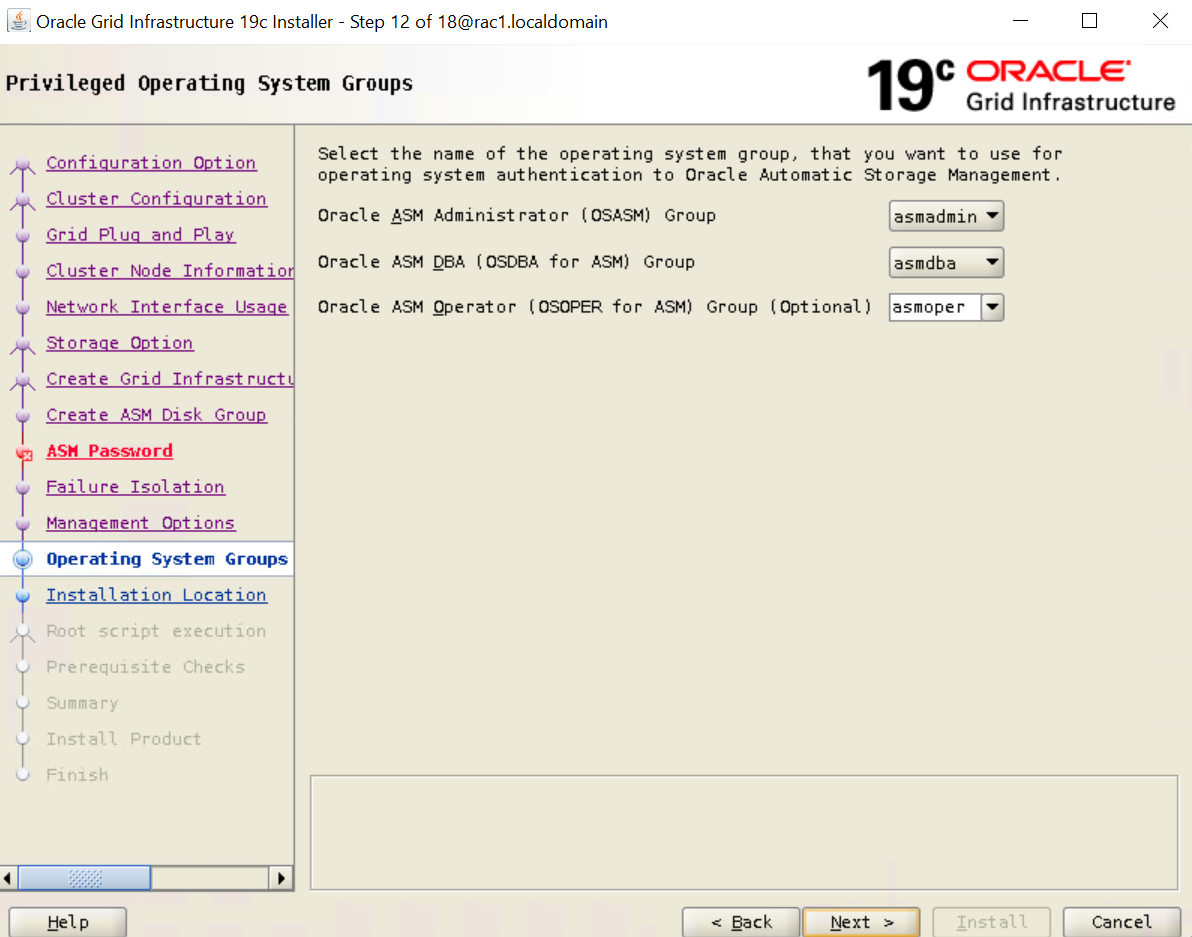 Oracle Grid Infrastructure 19c Installer - Step 12 of 18@rac1.localdomain
Privileged Operating System Groups
19c ORACLE
Grid Infrastructure
Configuration Option
Cluster Configuration
Grid Plug and Play
Cluster Node Information
Network Interface Usage
Storage Option
Create Grid Infrastructu
Create ASM Disk Group
ASM Password
Failure Isolation
Management Options
Operating System Groups
Installation Location
Root script execution
Prerequisite Checks
Summary
Install Product
Finish
Select the name of the operating system group, that you want to use for
operating system authentication to Oracle Automatic Storage Management.
Oracle ASM Administrator (OSASM) Group asmadmin
Oracle ASM DBA (OSDBA for ASM) Group asmdba
Oracle ASM Operator (OSOPER for ASM) Group (Optional) asmoper
Help < Back Next > Install Cancel